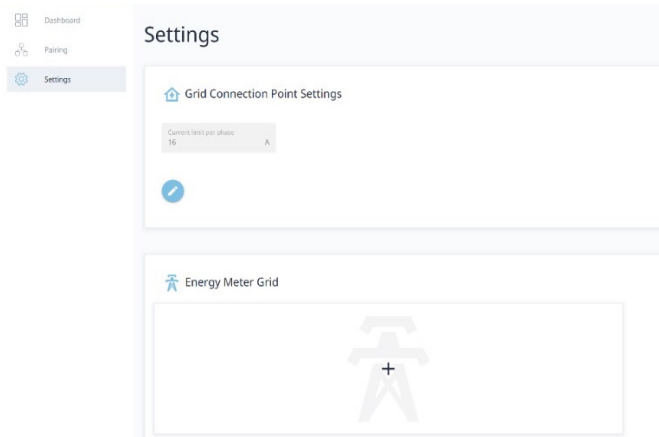 Dashboard
Pairing
Settings
Settings
Grid Connection Point Settings
Current limit per phase
16 A
Energy Meter Grid
+